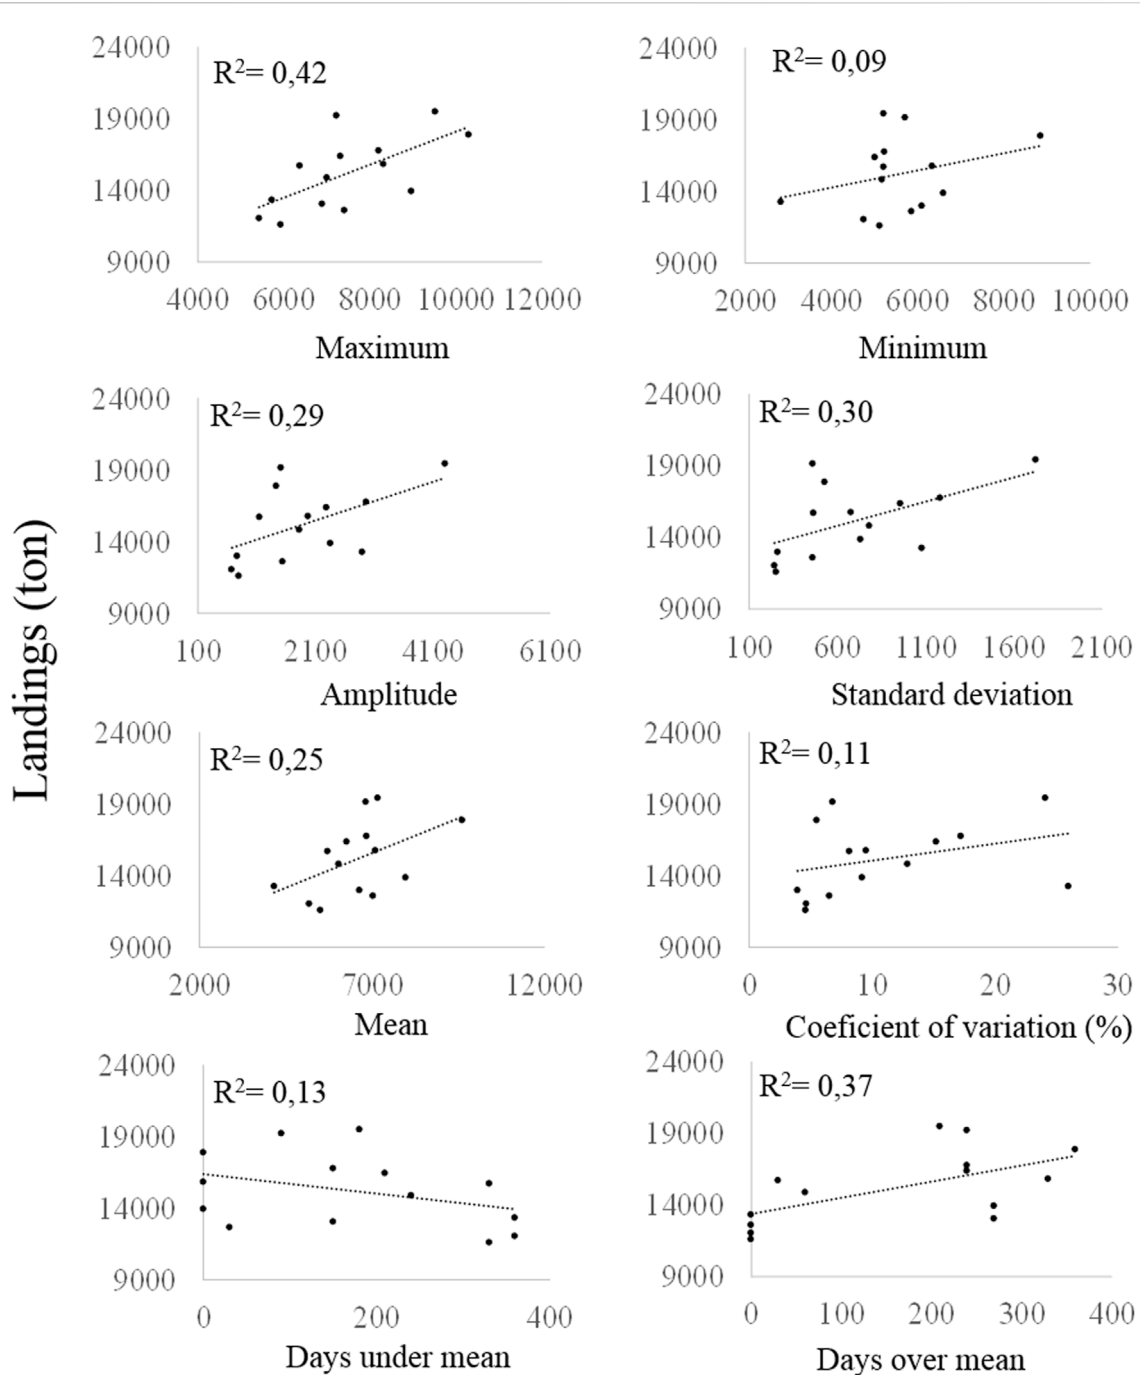 Landings (ton)
24000
19000
14000
9000
R²= 0,42
4000 6000 8000 10000 12000
Maximum
24000
19000
14000
9000
R²= 0,09
2000 4000 6000 8000 10000
Minimum
24000
19000
14000
9000
R²= 0,29
100 2100 4100 6100
Amplitude
24000
19000
14000
9000
R²= 0,30
100 600 1100 1600 2100
Standard deviation
24000
19000
14000
9000
R²= 0,25
2000 7000 12000
Mean
24000
19000
14000
9000
R²= 0,11
0 10 20 30
Coeficient of variation (%)
24000
19000
14000
9000
R²= 0,13
0 200 400
Days under mean
24000
19000
14000
9000
R²= 0,37
0 100 200 300 400
Days over mean